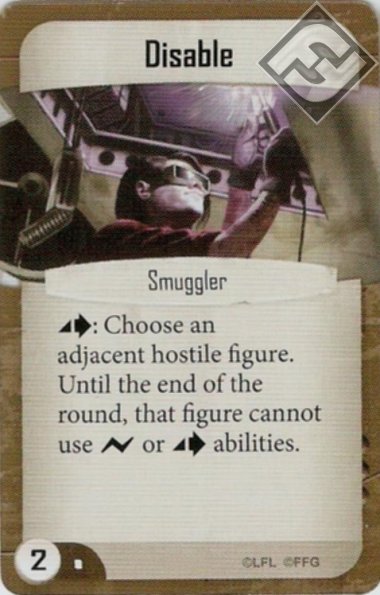 Disable
Smuggler
: Choose an
adjacent hostile figure.
Until the end of the
round, that figure cannot
use or abilities.
2
©LFL ©FFG